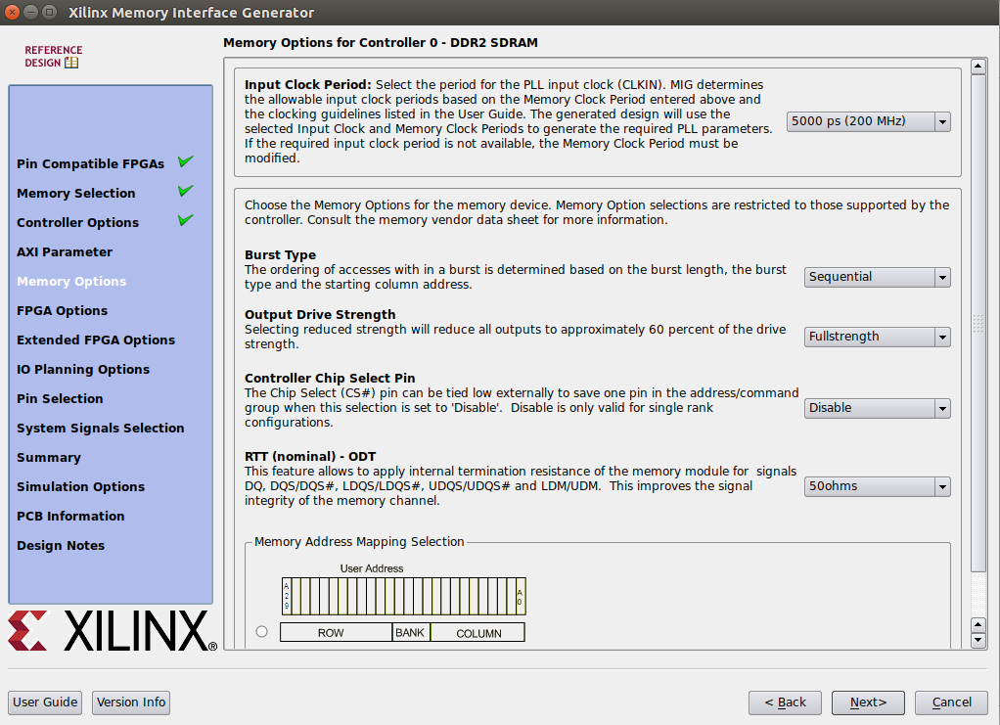 Xilinx Memory Interface Generator
REFERENCE
DESIGN
Pin Compatible FPGAs
Memory Selection
Controller Options
AXI Parameter
Memory Options
FPGA Options
Extended FPGA Options
IO Planning Options
Pin Selection
System Signals Selection
Summary
Simulation Options
PCB Information
Design Notes
XILINX®
Memory Options for Controller 0 - DDR2 SDRAM
Input Clock Period: Select the period for the PLL input clock (CLKIN). MIG determines
the allowable input clock periods based on the Memory Clock Period entered above and
the clocking guidelines listed in the User Guide. The generated design will use the
selected Input Clock and Memory Clock Periods to generate the required PLL parameters.
If the required input clock period is not available, the Memory Clock Period must be
modified.
5000 ps (200 MHz)
Choose the Memory Options for the memory device. Memory Option selections are restricted to those supported by the
controller. Consult the memory vendor data sheet for more information.
Burst Type
The ordering of accesses with in a burst is determined based on the burst length, the burst
type and the starting column address.
Sequential
Output Drive Strength
Selecting reduced strength will reduce all outputs to approximately 60 percent of the drive
strength.
Fullstrength
Controller Chip Select Pin
The Chip Select (CS#) pin can be tied low externally to save one pin in the address/command
group when this selection is set to 'Disable'. Disable is only valid for single rank
configurations.
Disable
RTT (nominal) - ODT
This feature allows to apply internal termination resistance of the memory module for signals
DQ, DQS/DQS#, LDQS/LDQS#, UDQS/UDQS# and LDM/UDM. This improves the signal
integrity of the memory channel.
50ohms
Memory Address Mapping Selection
User Address
A29
A0
ROW BANK COLUMN
User Guide
Version Info
< Back
Next>
Cancel